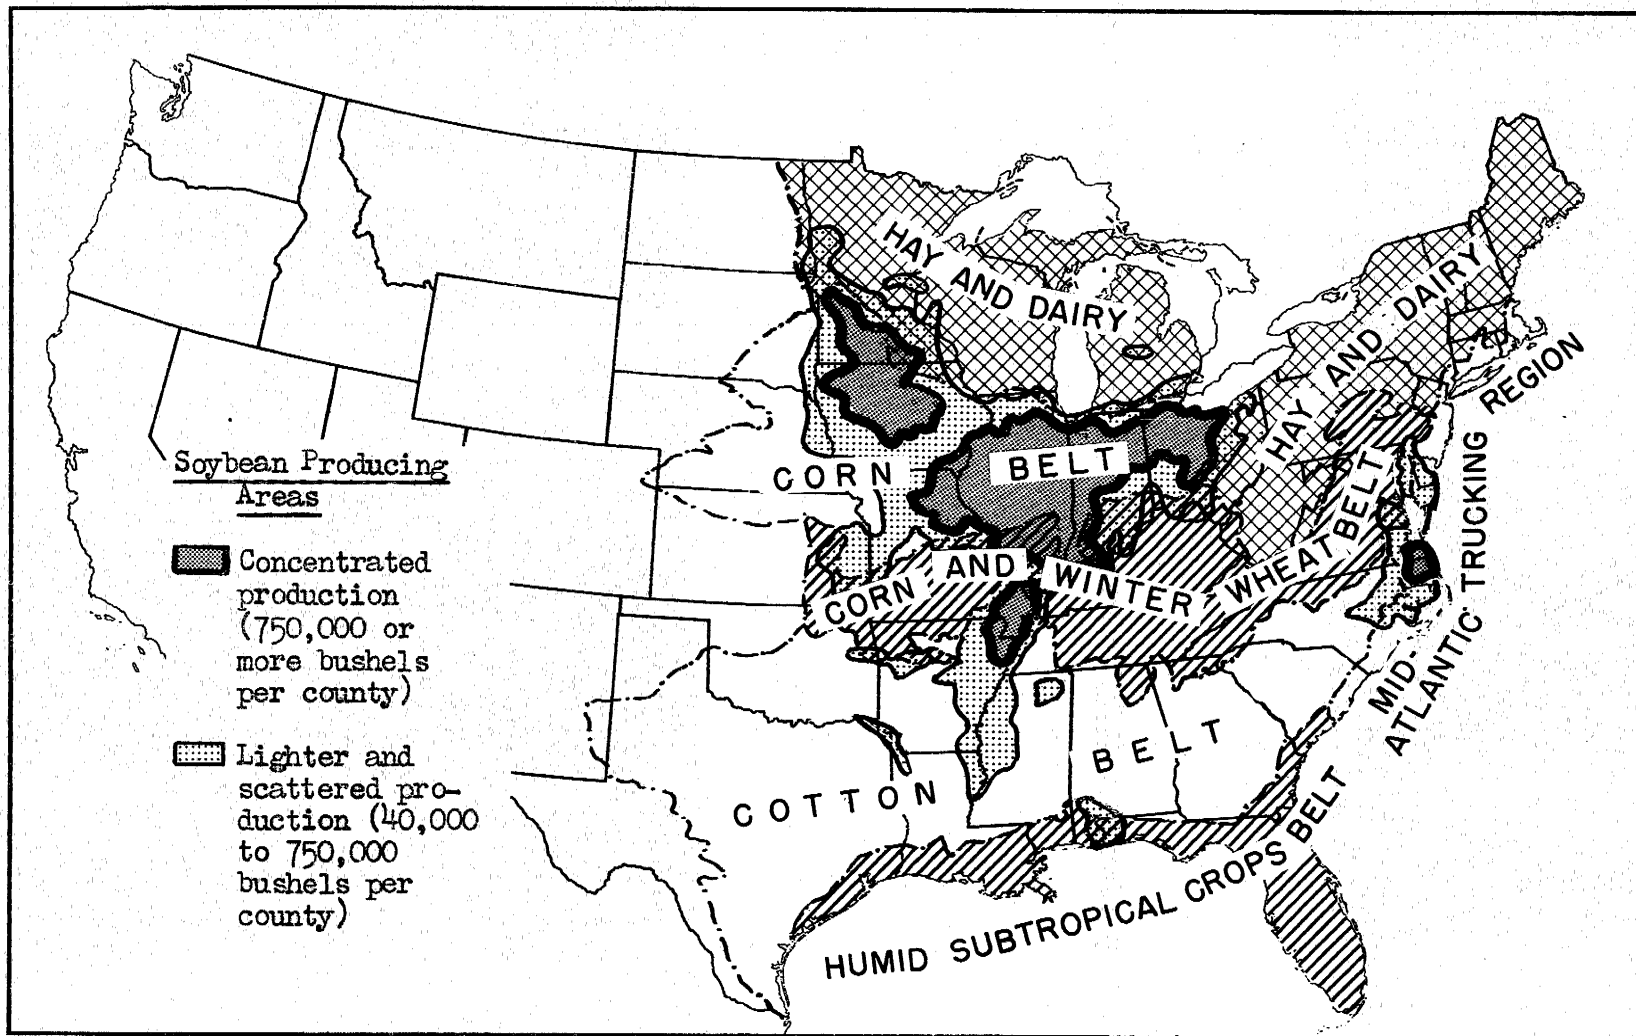 HAY AND DAIRY
HAY AND DAIRY
REGION
CORN BELT
CORN AND WINTER WHEAT BELT
MID-
ATLANTIC TRUCKING
COTTON BELT
HUMID SUBTROPICAL CROPS BELT
Soybean Producing
Areas
Concentrated
production
(750,000 or
more bushels
per county)
Lighter and
scattered pro-
duction (40,000
to 750,000
bushels per
county)